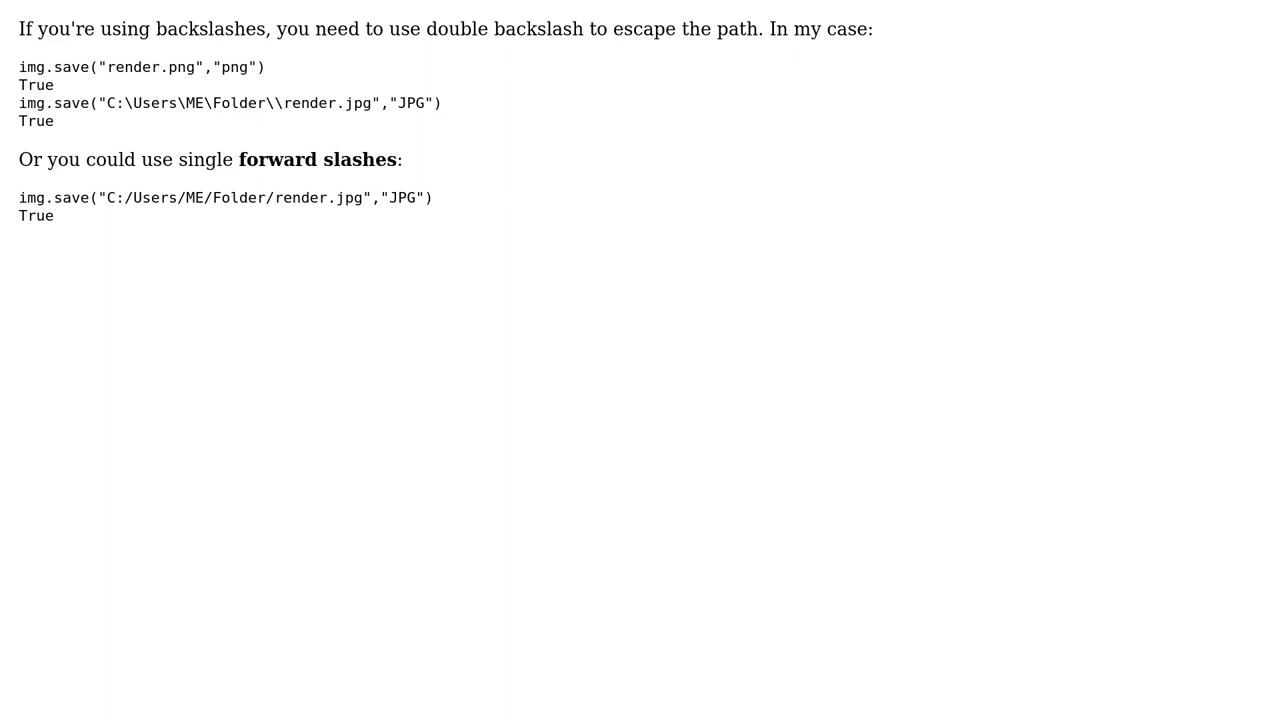 If you're using backslashes, you need to use double backslash to escape the path. In my case:
img.save("render.png","png")
True
img.save("C:\Users\ME\Folder\\render.jpg","JPG")
True
Or you could use single forward slashes:
img.save("C:/Users/ME/Folder/render.jpg","JPG")
True